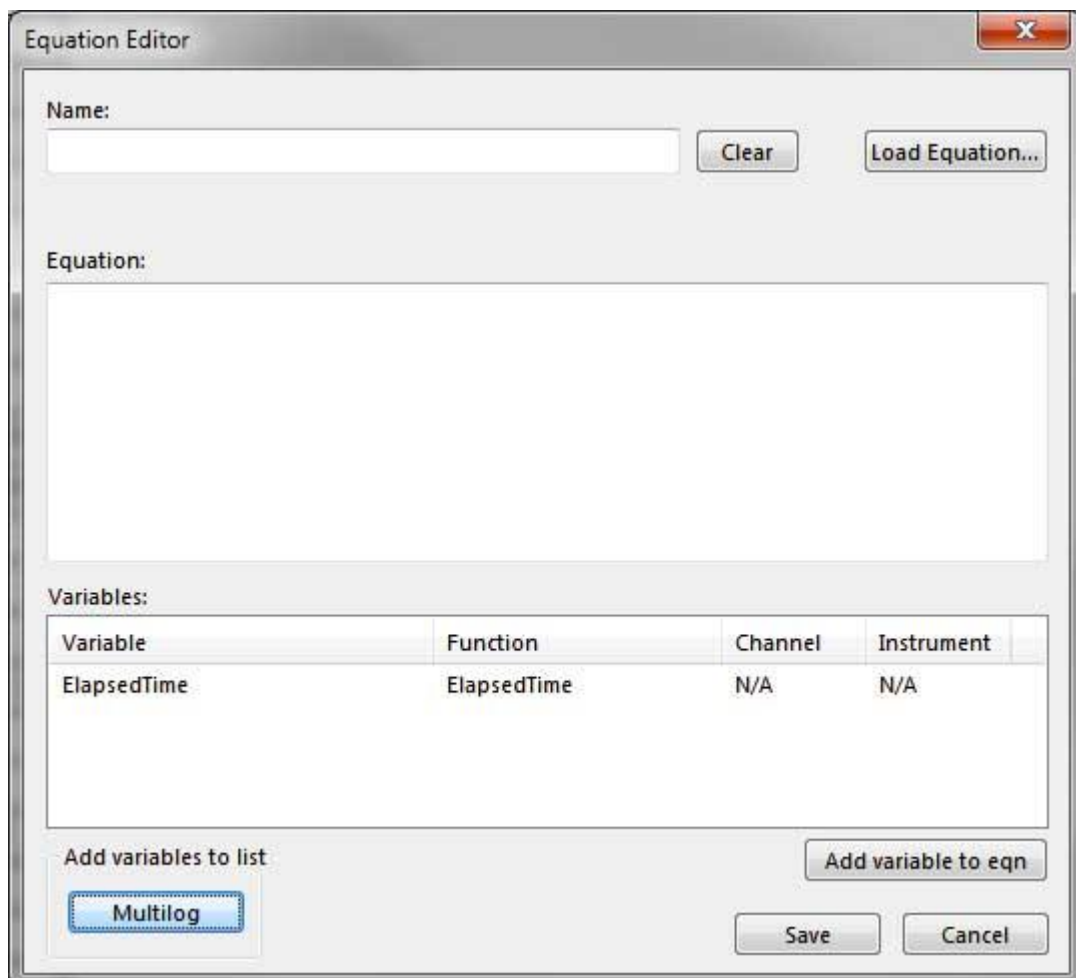 Equation Editor
Name:
Clear
Load Equation...
Equation:
Variables:
Variable Function Channel Instrument
ElapsedTime ElapsedTime N/A N/A
Add variables to list
Add variable to eqn
Multilog
Save
Cancel